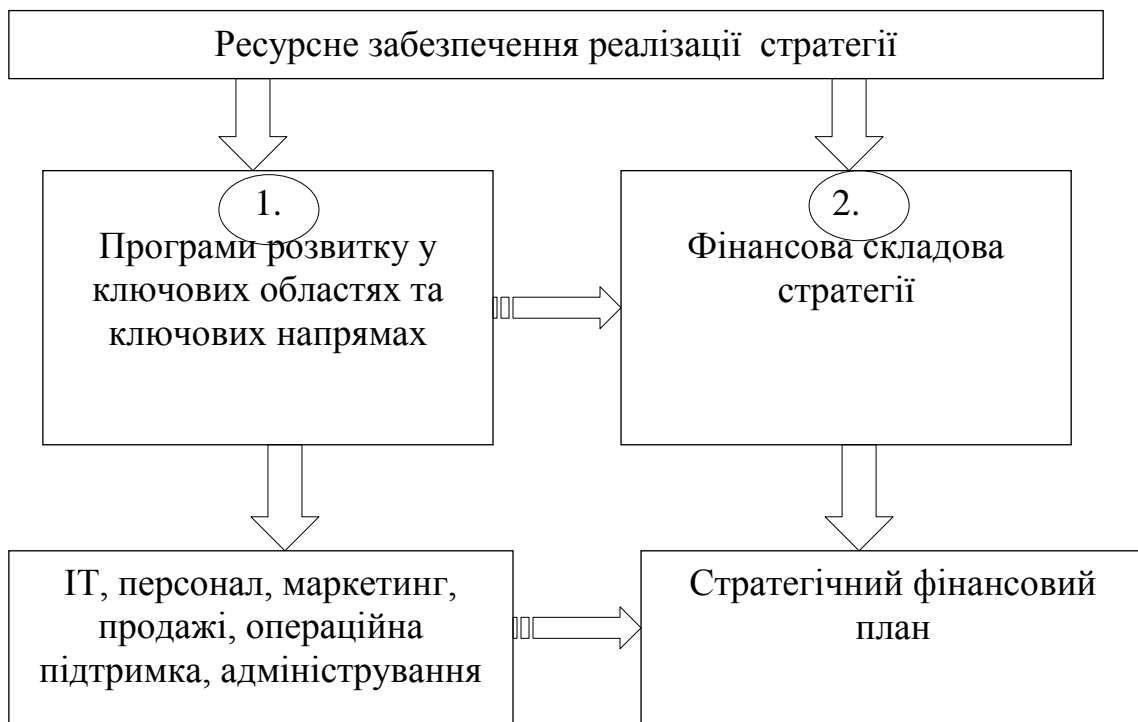 Ресурсне забезпечення реалізації стратегії
1.
Програми розвитку у
ключових областях та
ключових напрямах
2.
Фінансова складова
стратегії
ІТ, персонал, маркетинг,
продажі, операційна
підтримка, адміністрування
Стратегічний фінансовий
план